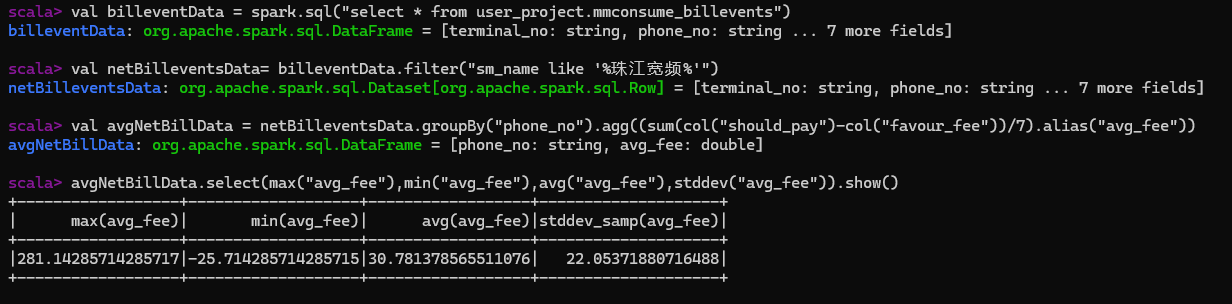 scala> val billeventData = spark.sql("select * from user_project.mmconsume_billevents")
billeventData: org.apache.spark.sql.DataFrame = [terminal_no: string, phone_no: string ... 7 more fields]
scala> val netBilleventsData= billeventData.filter("sm_name like '%珠江宽频%'")
netBilleventsData: org.apache.spark.sql.Dataset[org.apache.spark.sql.Row] = [terminal_no: string, phone_no: string ... 7 more fields]
scala> val avgNetBillData = netBilleventsData.groupBy("phone_no").agg((sum(col("should_pay")-col("favour_fee"))/7).alias("avg_fee"))
avgNetBillData: org.apache.spark.sql.DataFrame = [phone_no: string, avg_fee: double]
scala> avgNetBillData.select(max("avg_fee"),min("avg_fee"),avg("avg_fee"),stddev("avg_fee")).show()
+------------------+-------------------+------------------+--------------------+
|      max(avg_fee)|       min(avg_fee)|      avg(avg_fee)|stddev_samp(avg_fee)|
+------------------+-------------------+------------------+--------------------+
|281.14285714285717|-25.714285714285715|30.781378565511076|   22.05371880716488|
+------------------+-------------------+------------------+--------------------+